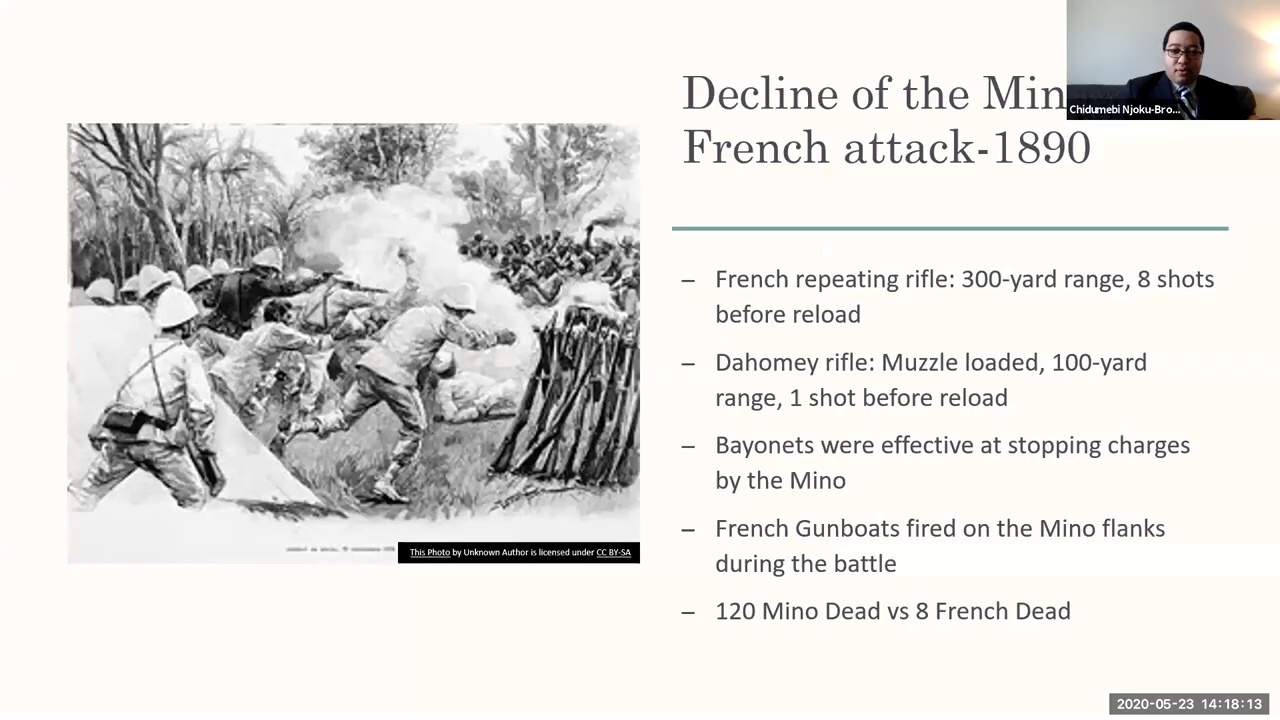 Decline of the Min
French attack-1890
Chidumebi Njoku-Bro...
– French repeating rifle: 300-yard range, 8 shots
before reload
– Dahomey rifle: Muzzle loaded, 100-yard
range, 1 shot before reload
– Bayonets were effective at stopping charges
by the Mino
– French Gunboats fired on the Mino flanks
during the battle
– 120 Mino Dead vs 8 French Dead
This Photo by Unknown Author is licensed under CC BY-SA
2020-05-23 14:18:13